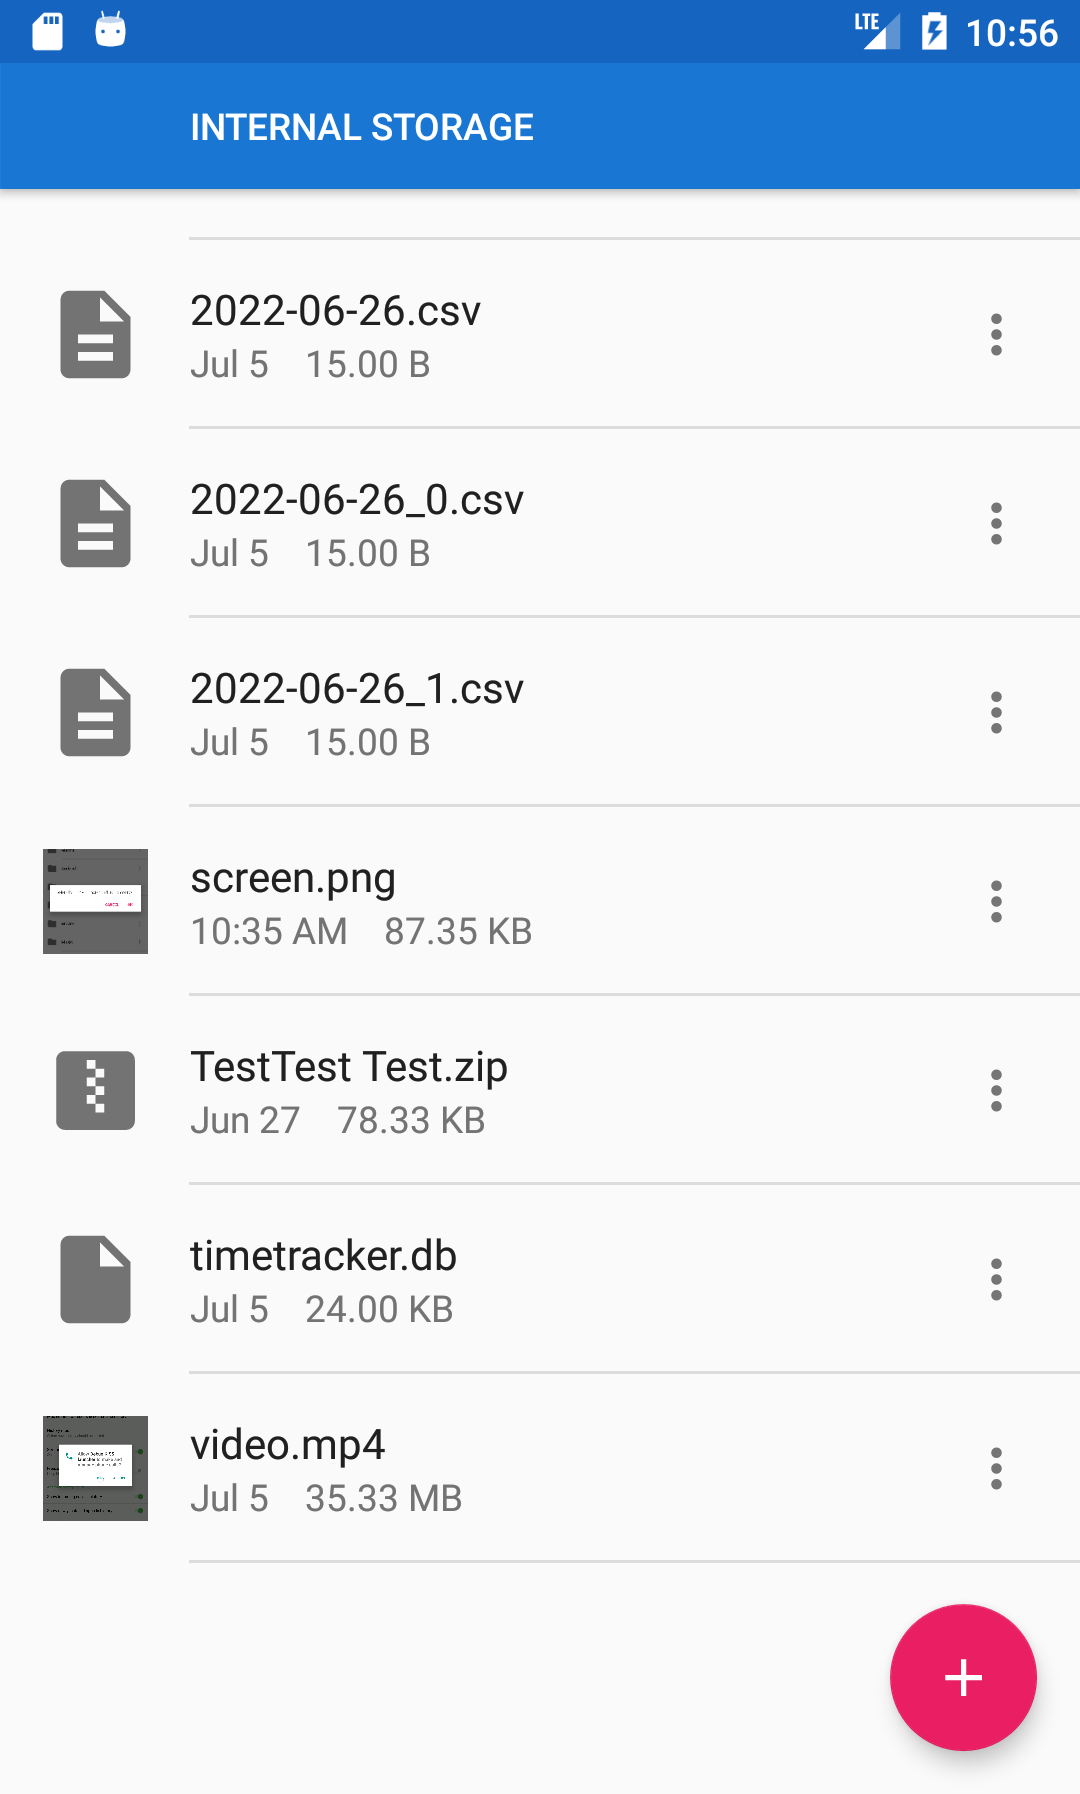 LTE 10:56
INTERNAL STORAGE
2022-06-26.csv
Jul 5 15.00 B
2022-06-26_0.csv
Jul 5 15.00 B
2022-06-26_1.csv
Jul 5 15.00 B
screen.png
10:35 AM 87.35 KB
TestTest Test.zip
Jun 27 78.33 KB
timetracker.db
Jul 5 24.00 KB
video.mp4
Jul 5 35.33 MB